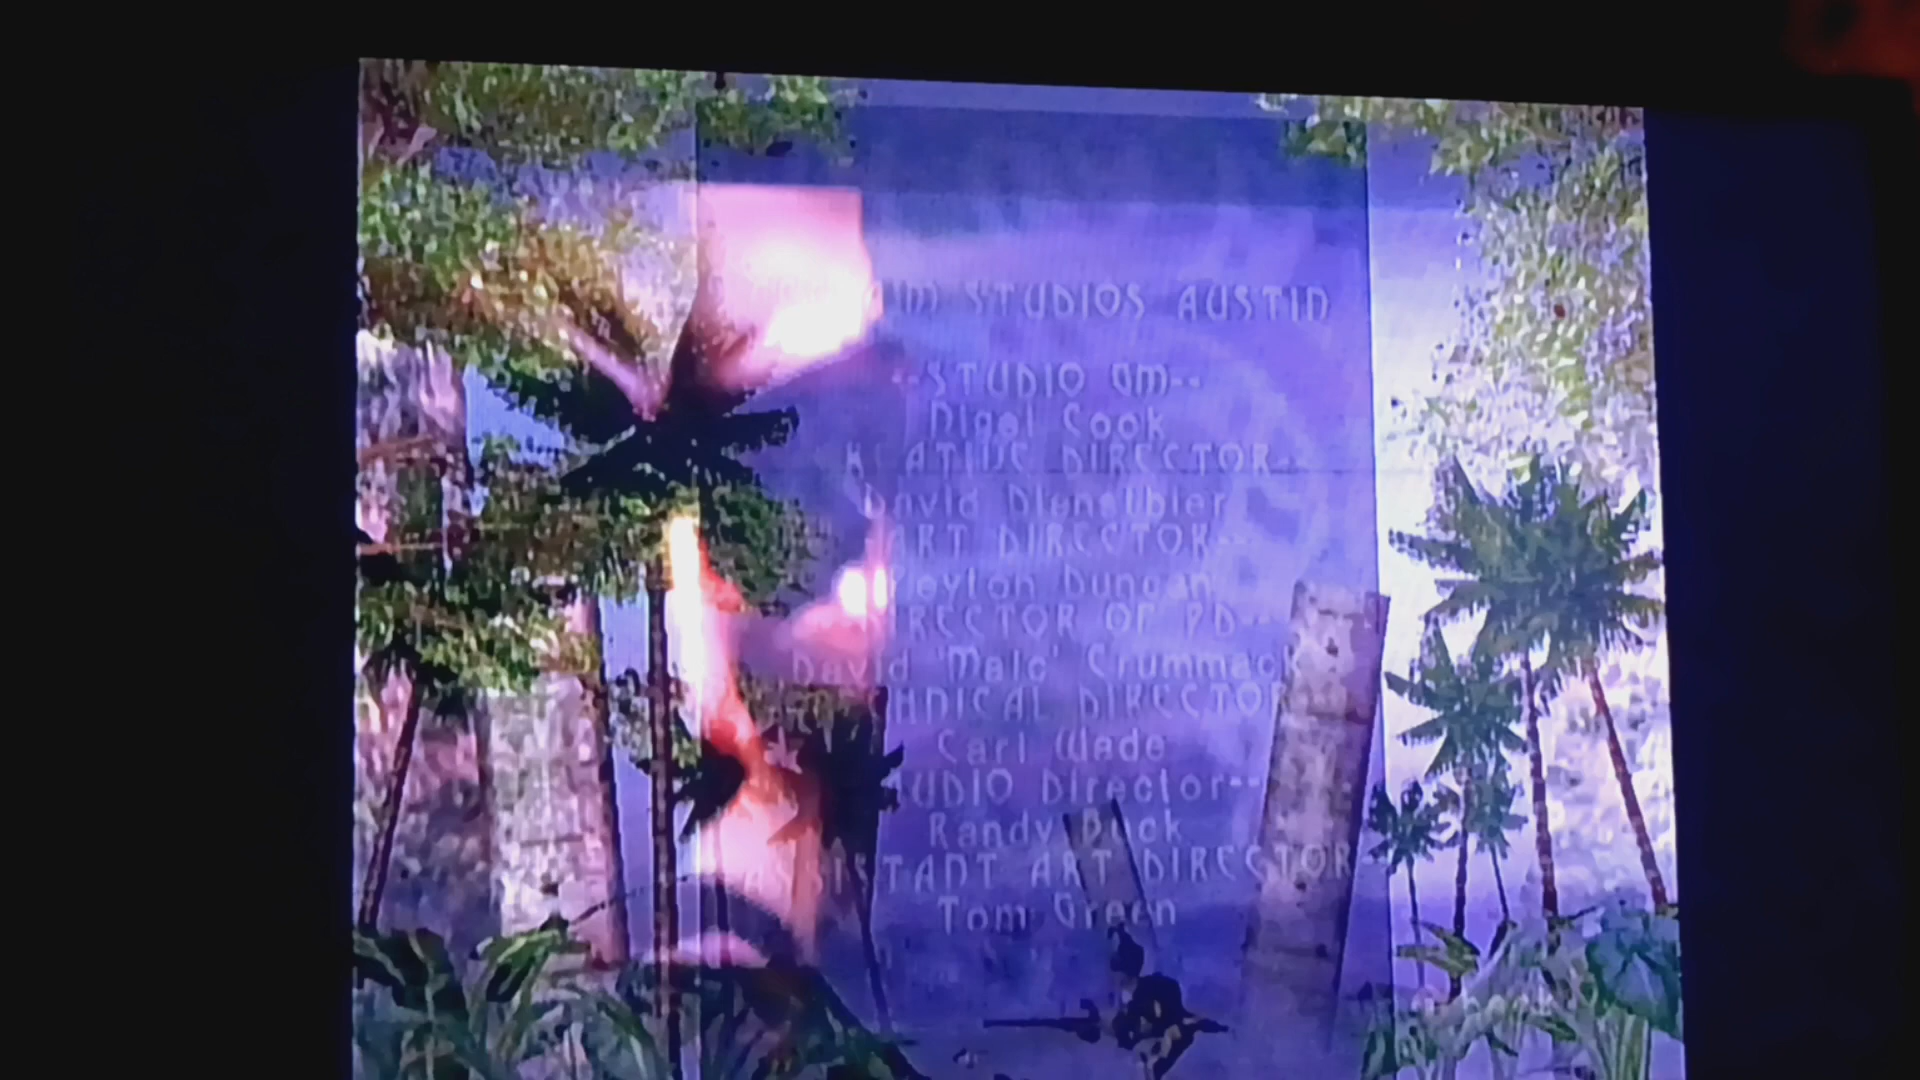 STUDIOS AUSTIN
--STUDIO GM--
Nigel Cook
DIRECTOR--
David Dienstbier
ART DIRECTOR--
Peyton Duncan
DIRECTOR OF PD--
David 'Malc' Crummack
TECHNICAL DIRECTOR
Carl Wade
AUDIO Director--
Randy Buck
ASSISTANT ART DIRECTOR--
Tom Green